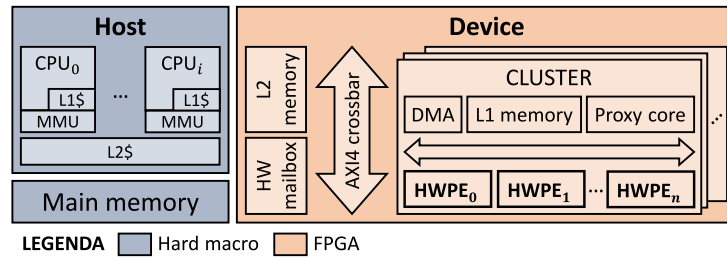 Host
CPU0
CPUi
...
L1$
L1$
MMU
MMU
L2$
Main memory
Device
L2
memory
HW
mailbox
AXI4 crossbar
CLUSTER
DMA
L1 memory
Proxy core
HWPE0
HWPE1
...
HWPEn
...
LEGENDA
Hard macro
FPGA